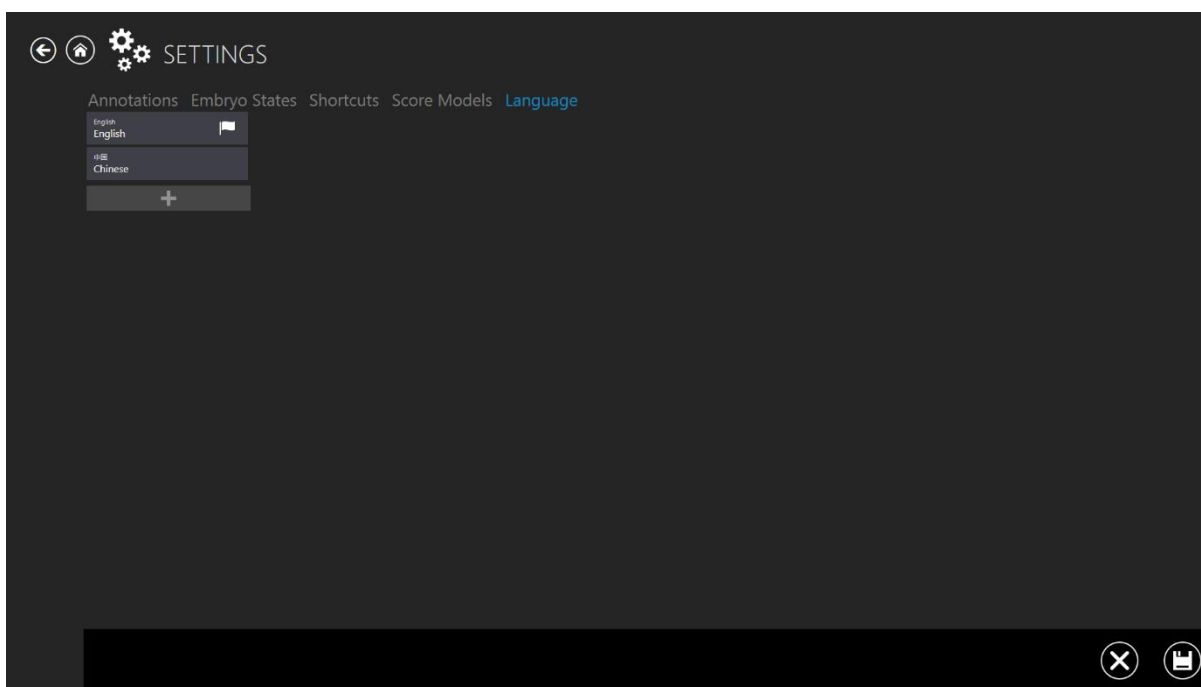 SETTINGS
Annotations Embryo States Shortcuts Score Models Language
English
English
中国
Chinese